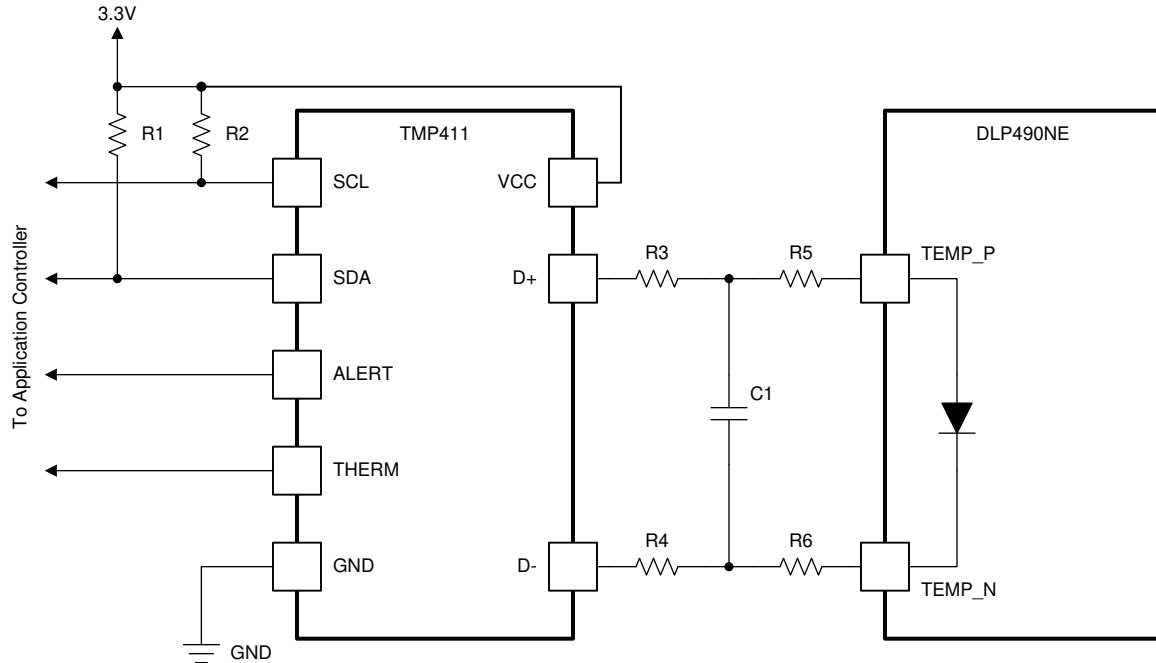 3.3V
R1
R2
TMP411
DLP490NE
SCL
VCC
SDA
D+
R3
R5
TEMP_P
To Application Controller
ALERT
C1
THERM
GND
D-
R4
R6
TEMP_N
GND